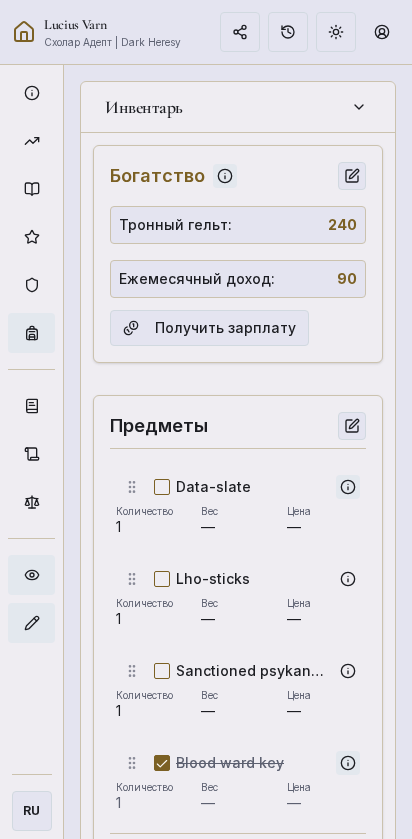 Lucius Varn
Схолар Адепт | Dark Heresy
Инвентарь
Богатство
Тронный гельт: 240
Ежемесячный доход: 90
Получить зарплату
Предметы
Data-slate
Количество Вес Цена
1 — —
Lho-sticks
Количество Вес Цена
1 — —
Sanctioned psykan...
Количество Вес Цена
1 — —
Blood ward key
Количество Вес Цена
1 — —
RU